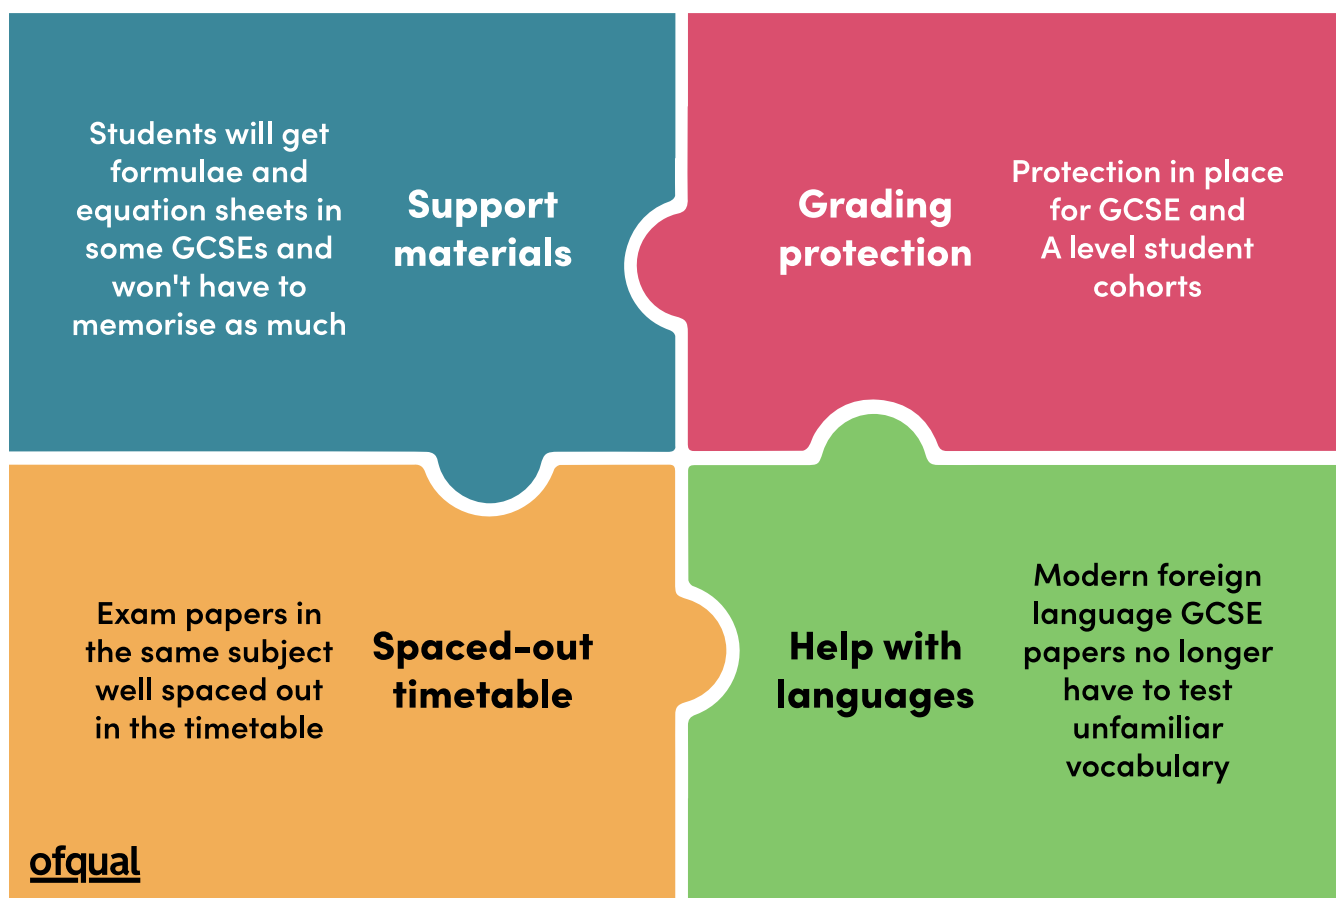 Students will get
formulae and
equation sheets in
some GCSEs and
won't have to
memorise as much
Support
materials
Grading
protection
Protection in place
for GCSE and
A level student
cohorts
Exam papers in
the same subject
well spaced out
in the timetable
Spaced-out
timetable
Help with
languages
Modern foreign
language GCSE
papers no longer
have to test
unfamiliar
vocabulary
ofqual